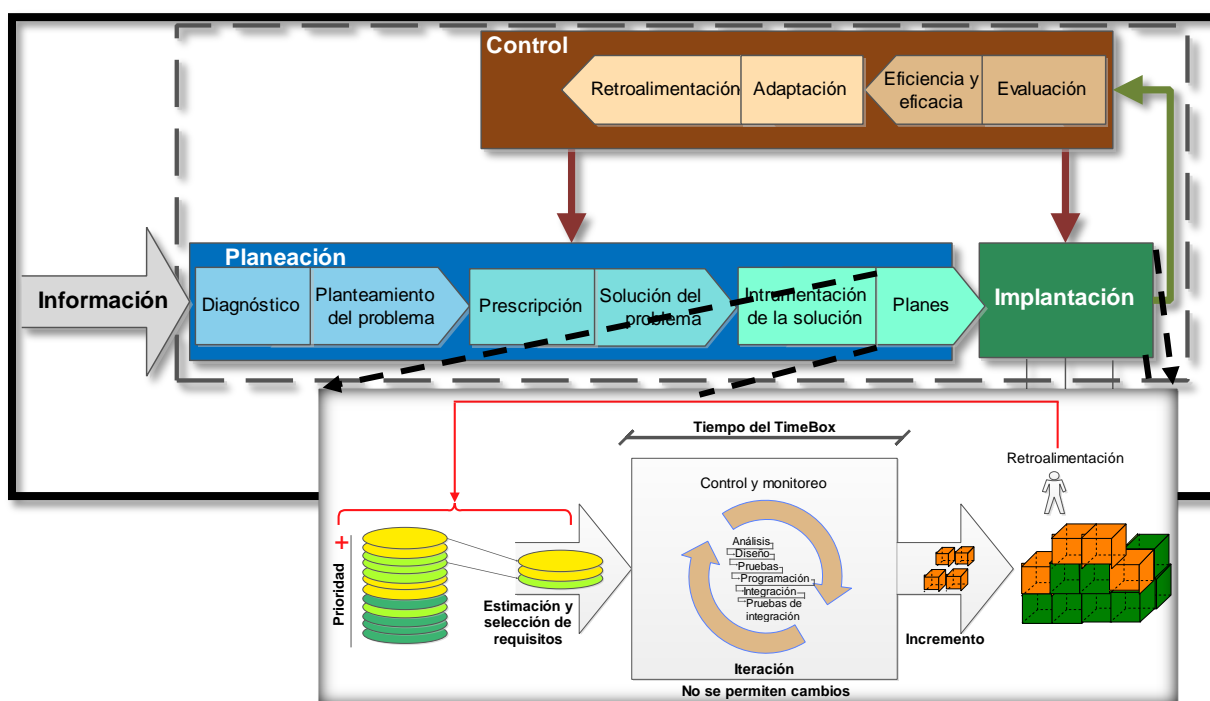 Control
Retroalimentación
Adaptación
Eficiencia y
eficacia
Evaluación
Información
Planeación
Diagnóstico
Planteamiento
del problema
Prescripción
Solución del
problema
Intrumentación
de la solución
Planes
Implantación
Tiempo del TimeBox
Retroalimentación
Control y monitoreo
Prioridad
+
Análisis
Diseño
Pruebas
Programación
Integración
Pruebas de
integración
Estimación y
selección de
requisitos
Incremento
Iteración
No se permiten cambios